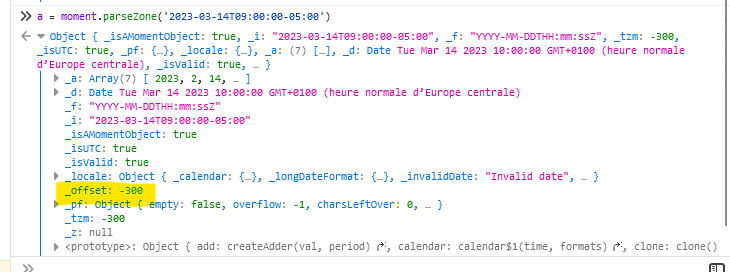 a = moment.parseZone('2023-03-14T09:00:00-05:00')
Object { _isAMomentObject: true, _i: "2023-03-14T09:00:00-05:00", _f: "YYYY-MM-DDTHH:mm:ssZ", _tzm: -300,
_isUTC: true, _pf: {…}, _locale: {…}, _a: (7) […], _d: Date Tue Mar 14 2023 10:00:00 GMT+0100 (heure normale
d’Europe centrale), _isValid: true, … }
_a: Array(7) [ 2023, 2, 14, … ]
_d: Date Tue Mar 14 2023 10:00:00 GMT+0100 (heure normale d’Europe centrale)
_f: "YYYY-MM-DDTHH:mm:ssZ"
_i: "2023-03-14T09:00:00-05:00"
_isAMomentObject: true
_isUTC: true
_isValid: true
_locale: Object { _calendar: {…}, _longDateFormat: {…}, _invalidDate: "Invalid date", … }
_offset: -300
_pf: Object { empty: false, overflow: -1, charsLeftOver: 0, … }
_tzm: -300
_z: null
<prototype>: Object { add: createAdder(val, period), calendar: calendar$1(time, formats), clone: clone()